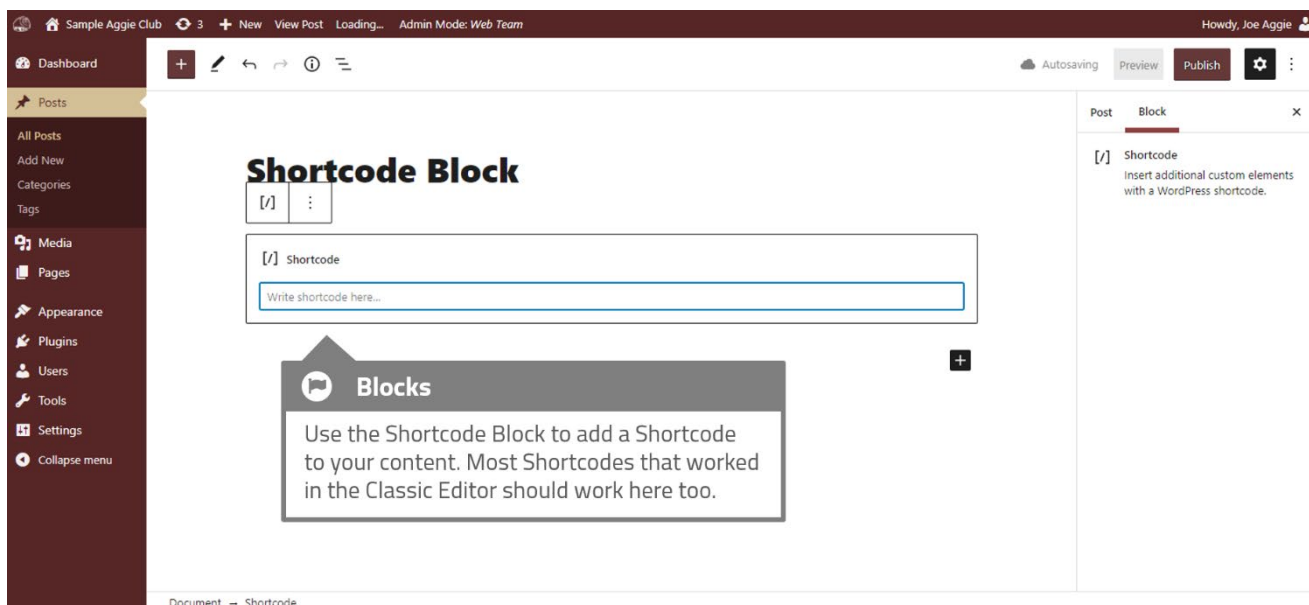 Sample Aggie Club 3 New View Post Loading... Admin Mode: Web Team Howdy, Joe Aggie
Dashboard
Posts
All Posts
Add New
Categories
Tags
Media
Pages
Appearance
Plugins
Users
Tools
Settings
Collapse menu
Autosaving Preview Publish
Shortcode Block
[/]
[/] Shortcode
Write shortcode here...
Blocks
Use the Shortcode Block to add a Shortcode
to your content. Most Shortcodes that worked
in the Classic Editor should work here too.
Post Block
[/] Shortcode
Insert additional custom elements
with a WordPress shortcode.
Document → Shortcode